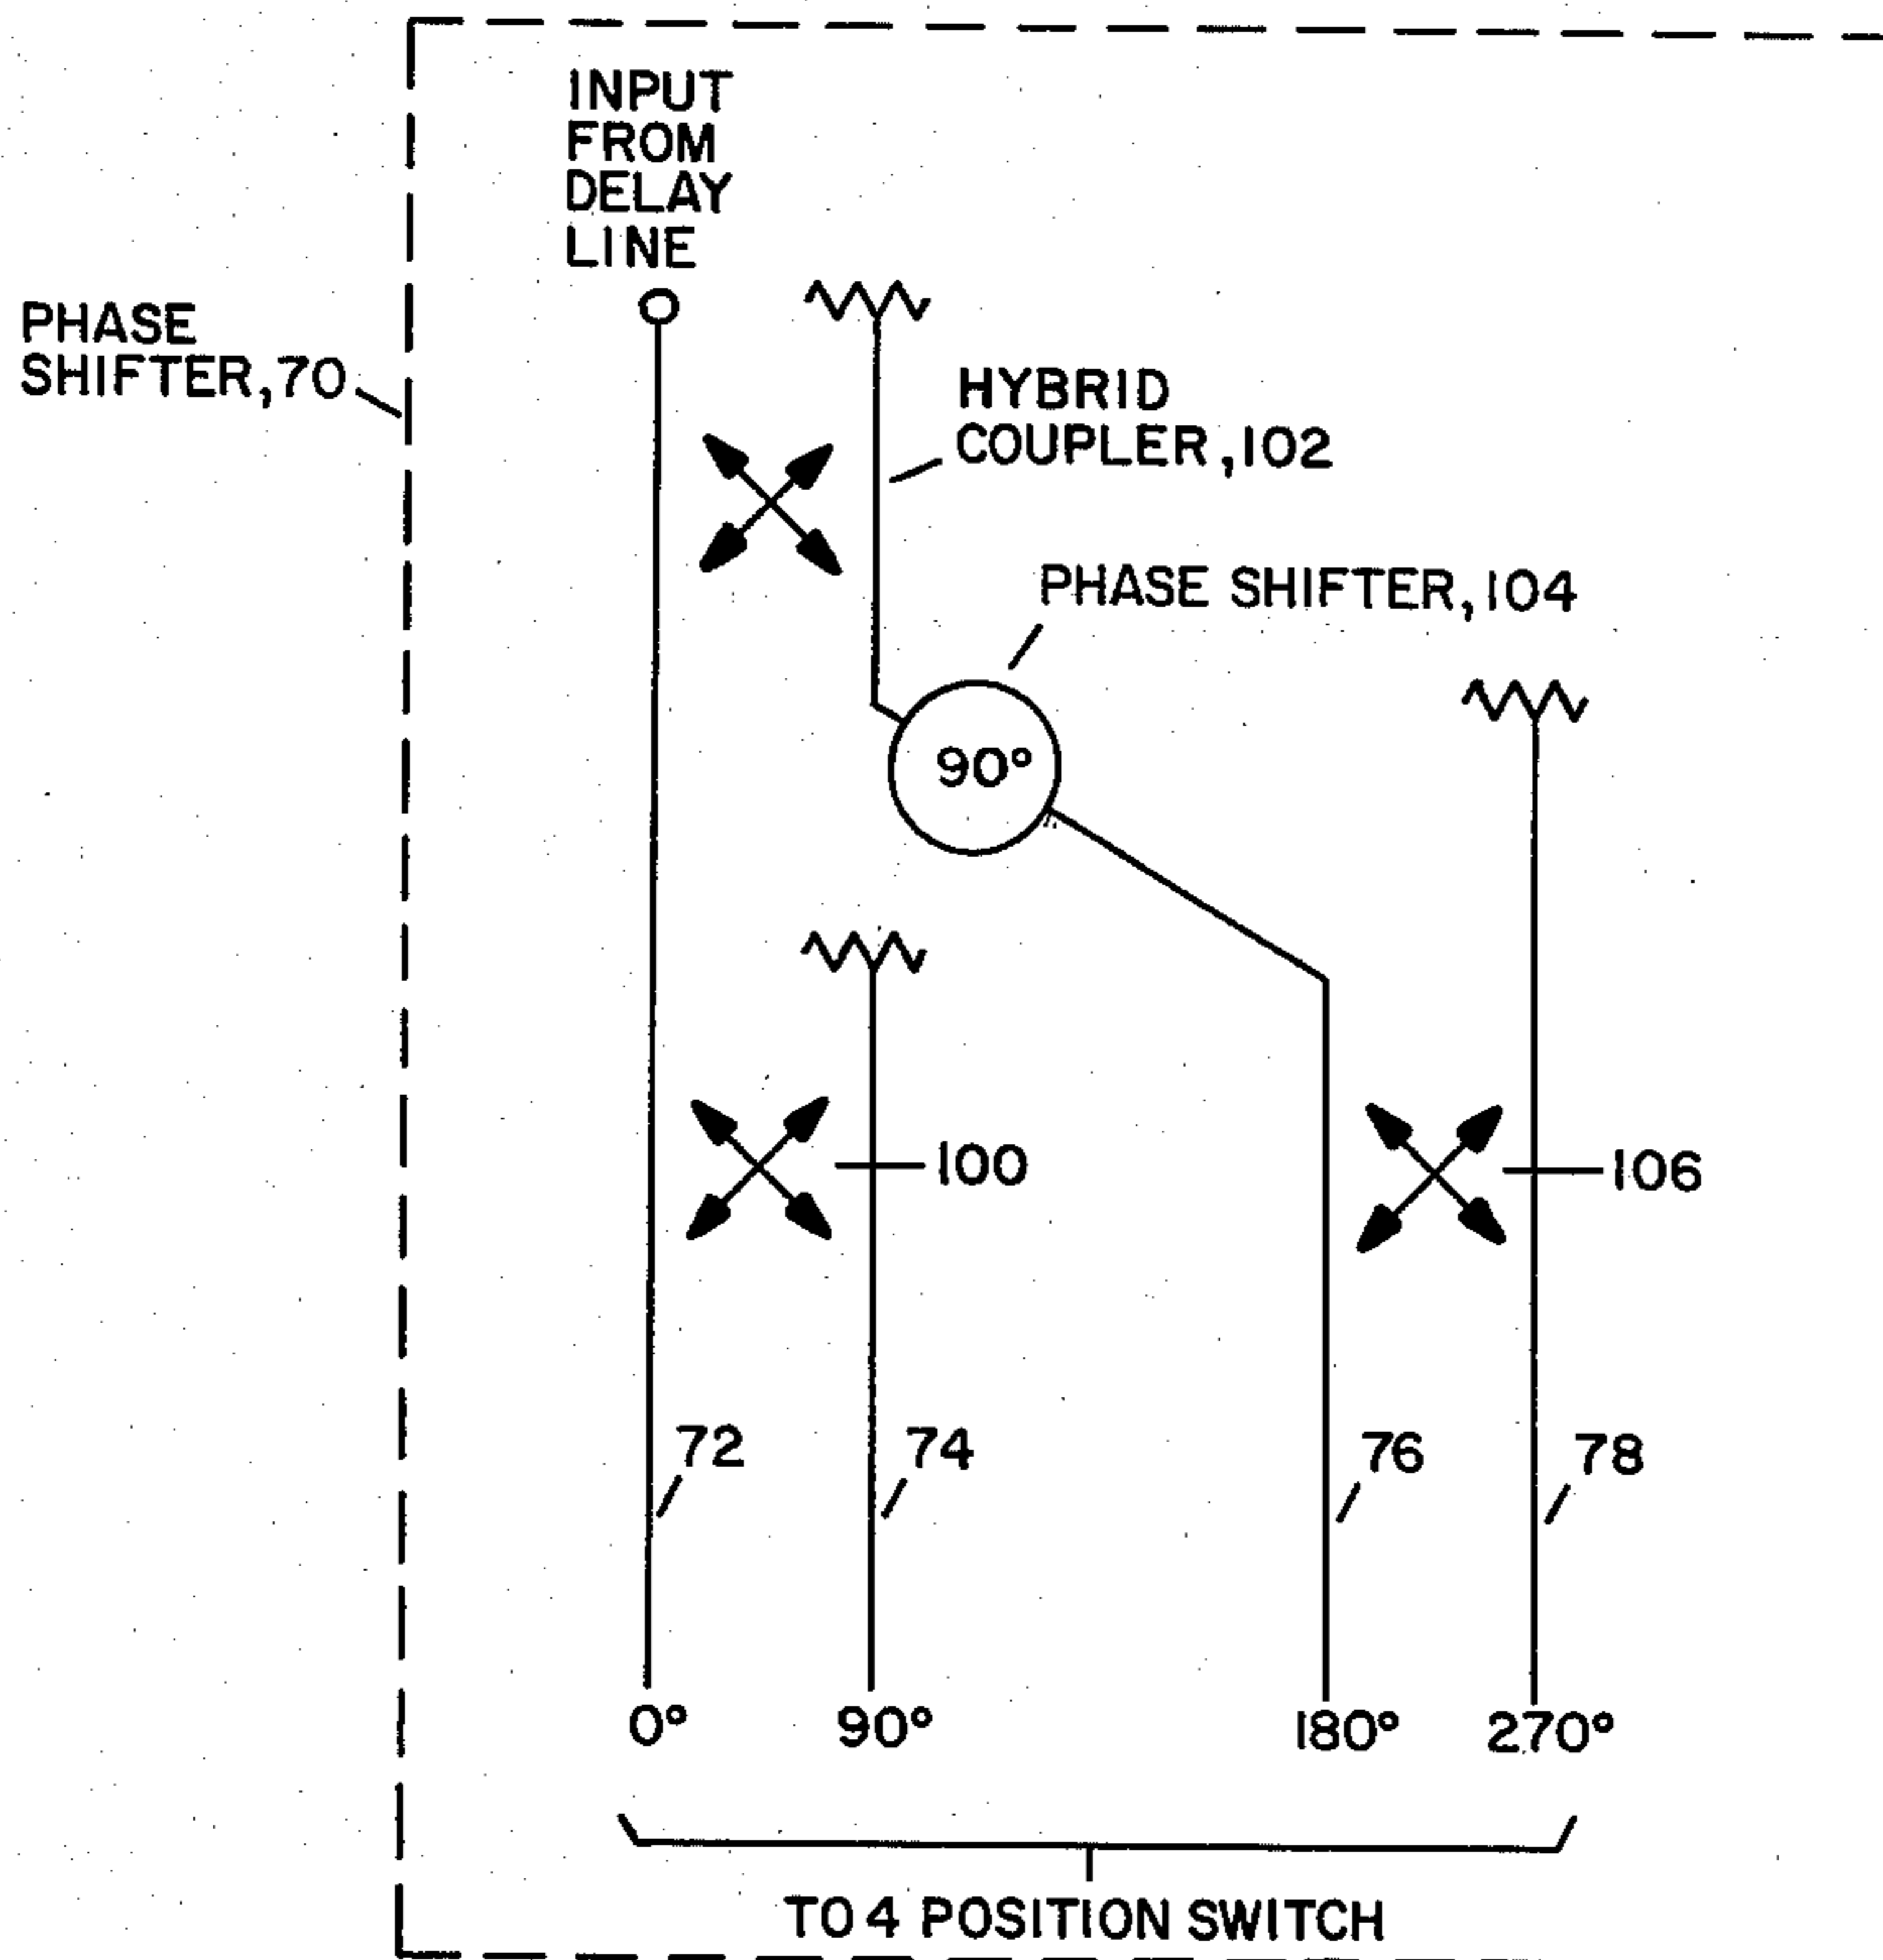 INPUT
FROM
DELAY
LINE
PHASE
SHIFTER,70
HYBRID
COUPLER,102
PHASE SHIFTER,104
90°
100
106
72
74
76
78
0°
90°
180°
270°
TO 4 POSITION SWITCH